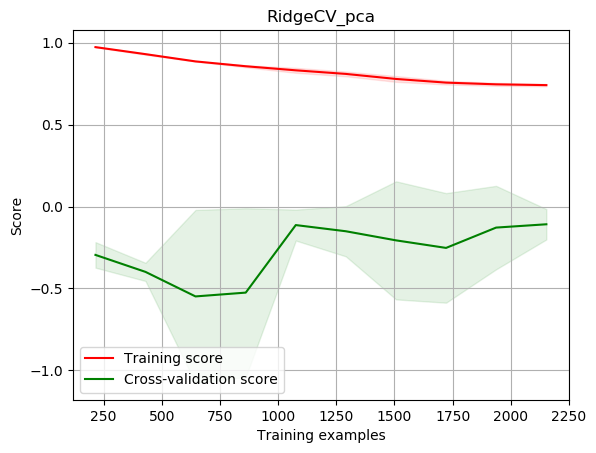 RidgeCV_pca
1.0
0.5
0.0
−0.5
−1.0
Score
Training score
Cross-validation score
250 500 750 1000 1250 1500 1750 2000 2250
Training examples